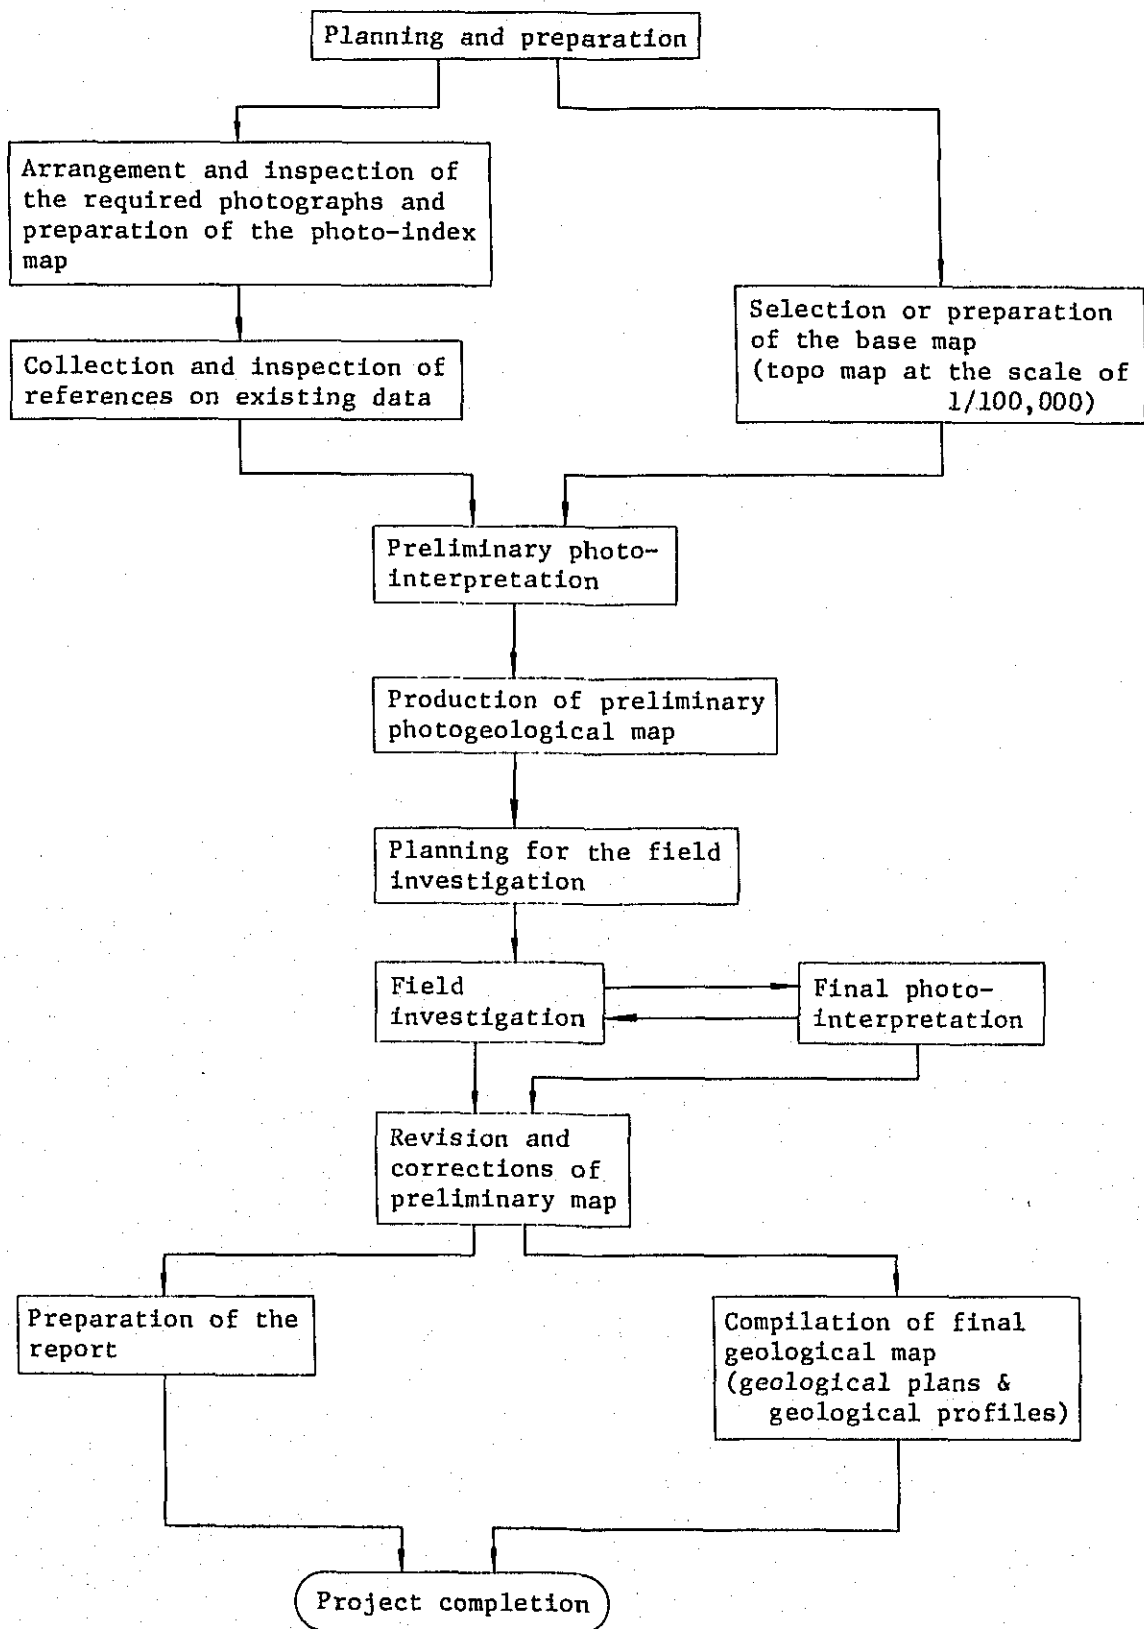 Planning and preparation
Arrangement and inspection of
the required photographs and
preparation of the photo-index
map
Selection or preparation
of the base map
(topo map at the scale of
1/100,000)
Collection and inspection of
references on existing data
Preliminary photo-
interpretation
Production of preliminary
photogeological map
Planning for the field
investigation
Field
investigation
Final photo-
interpretation
Revision and
corrections of
preliminary map
Preparation of the
report
Compilation of final
geological map
(geological plans &
geological profiles)
Project completion